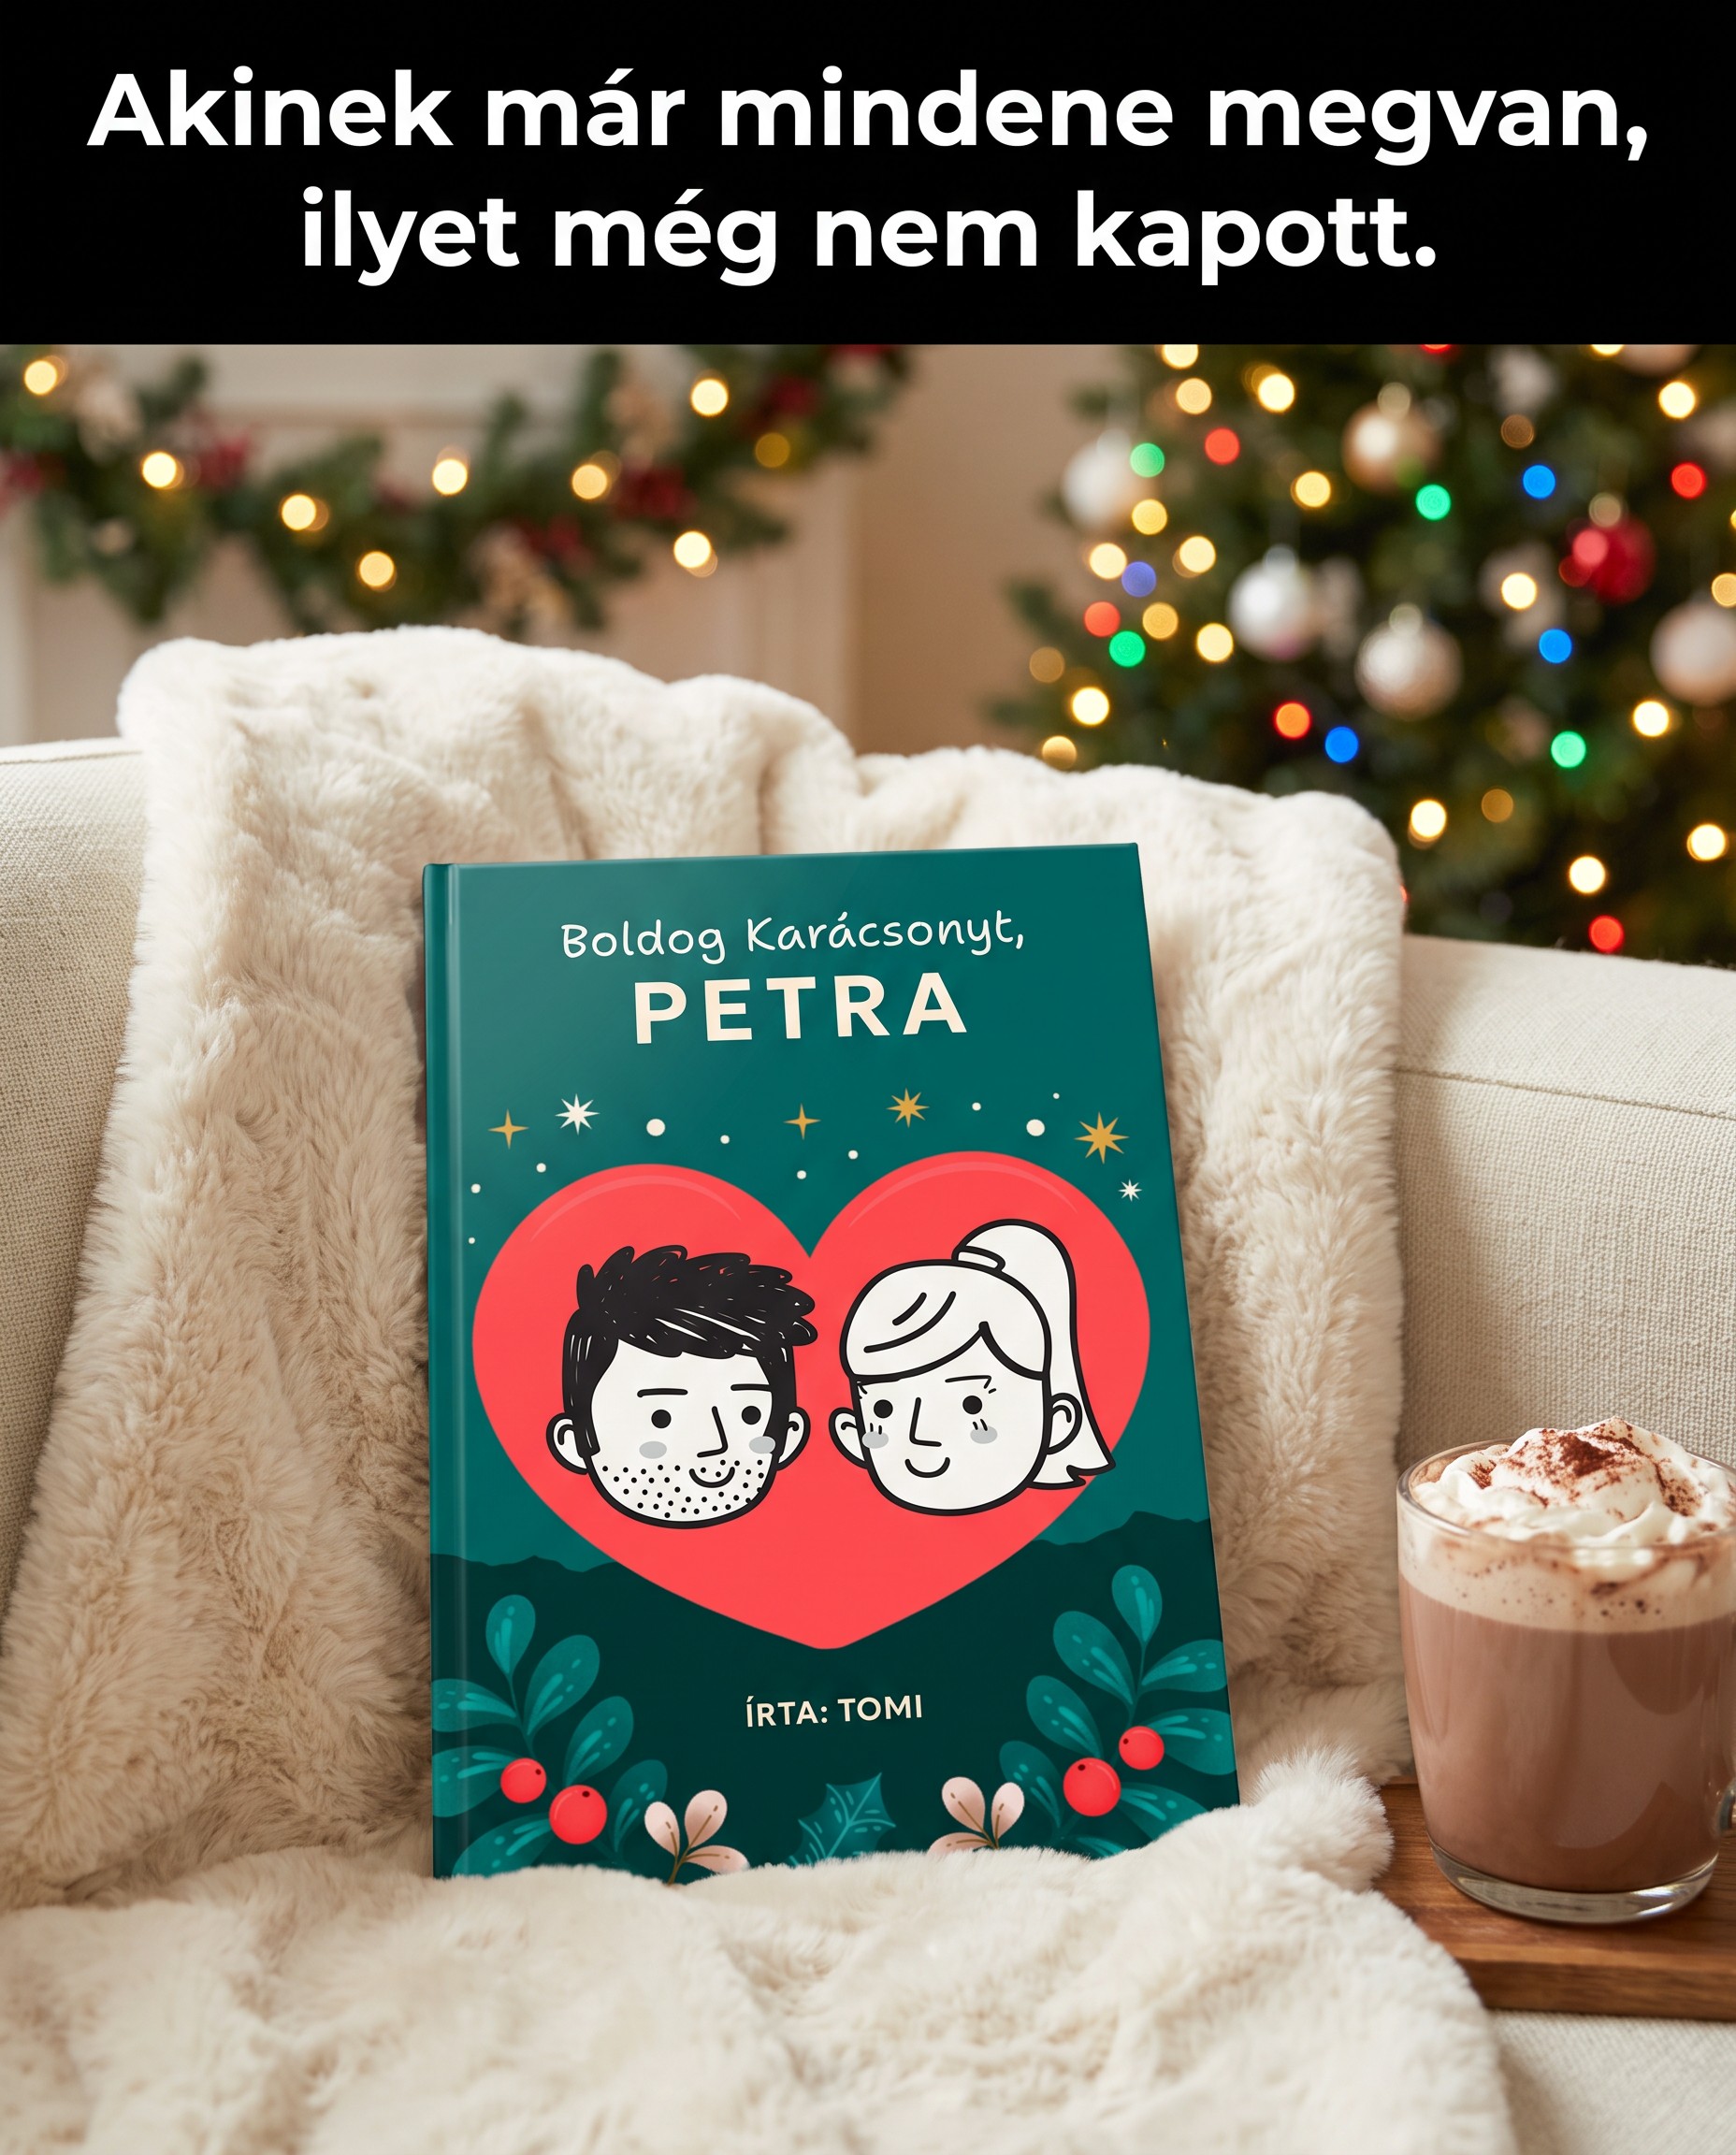 Akinek már mindene megvan,
ilyet még nem kapott.
Boldog Karácsonyt,
PETRA
ÍRTA: TOMI